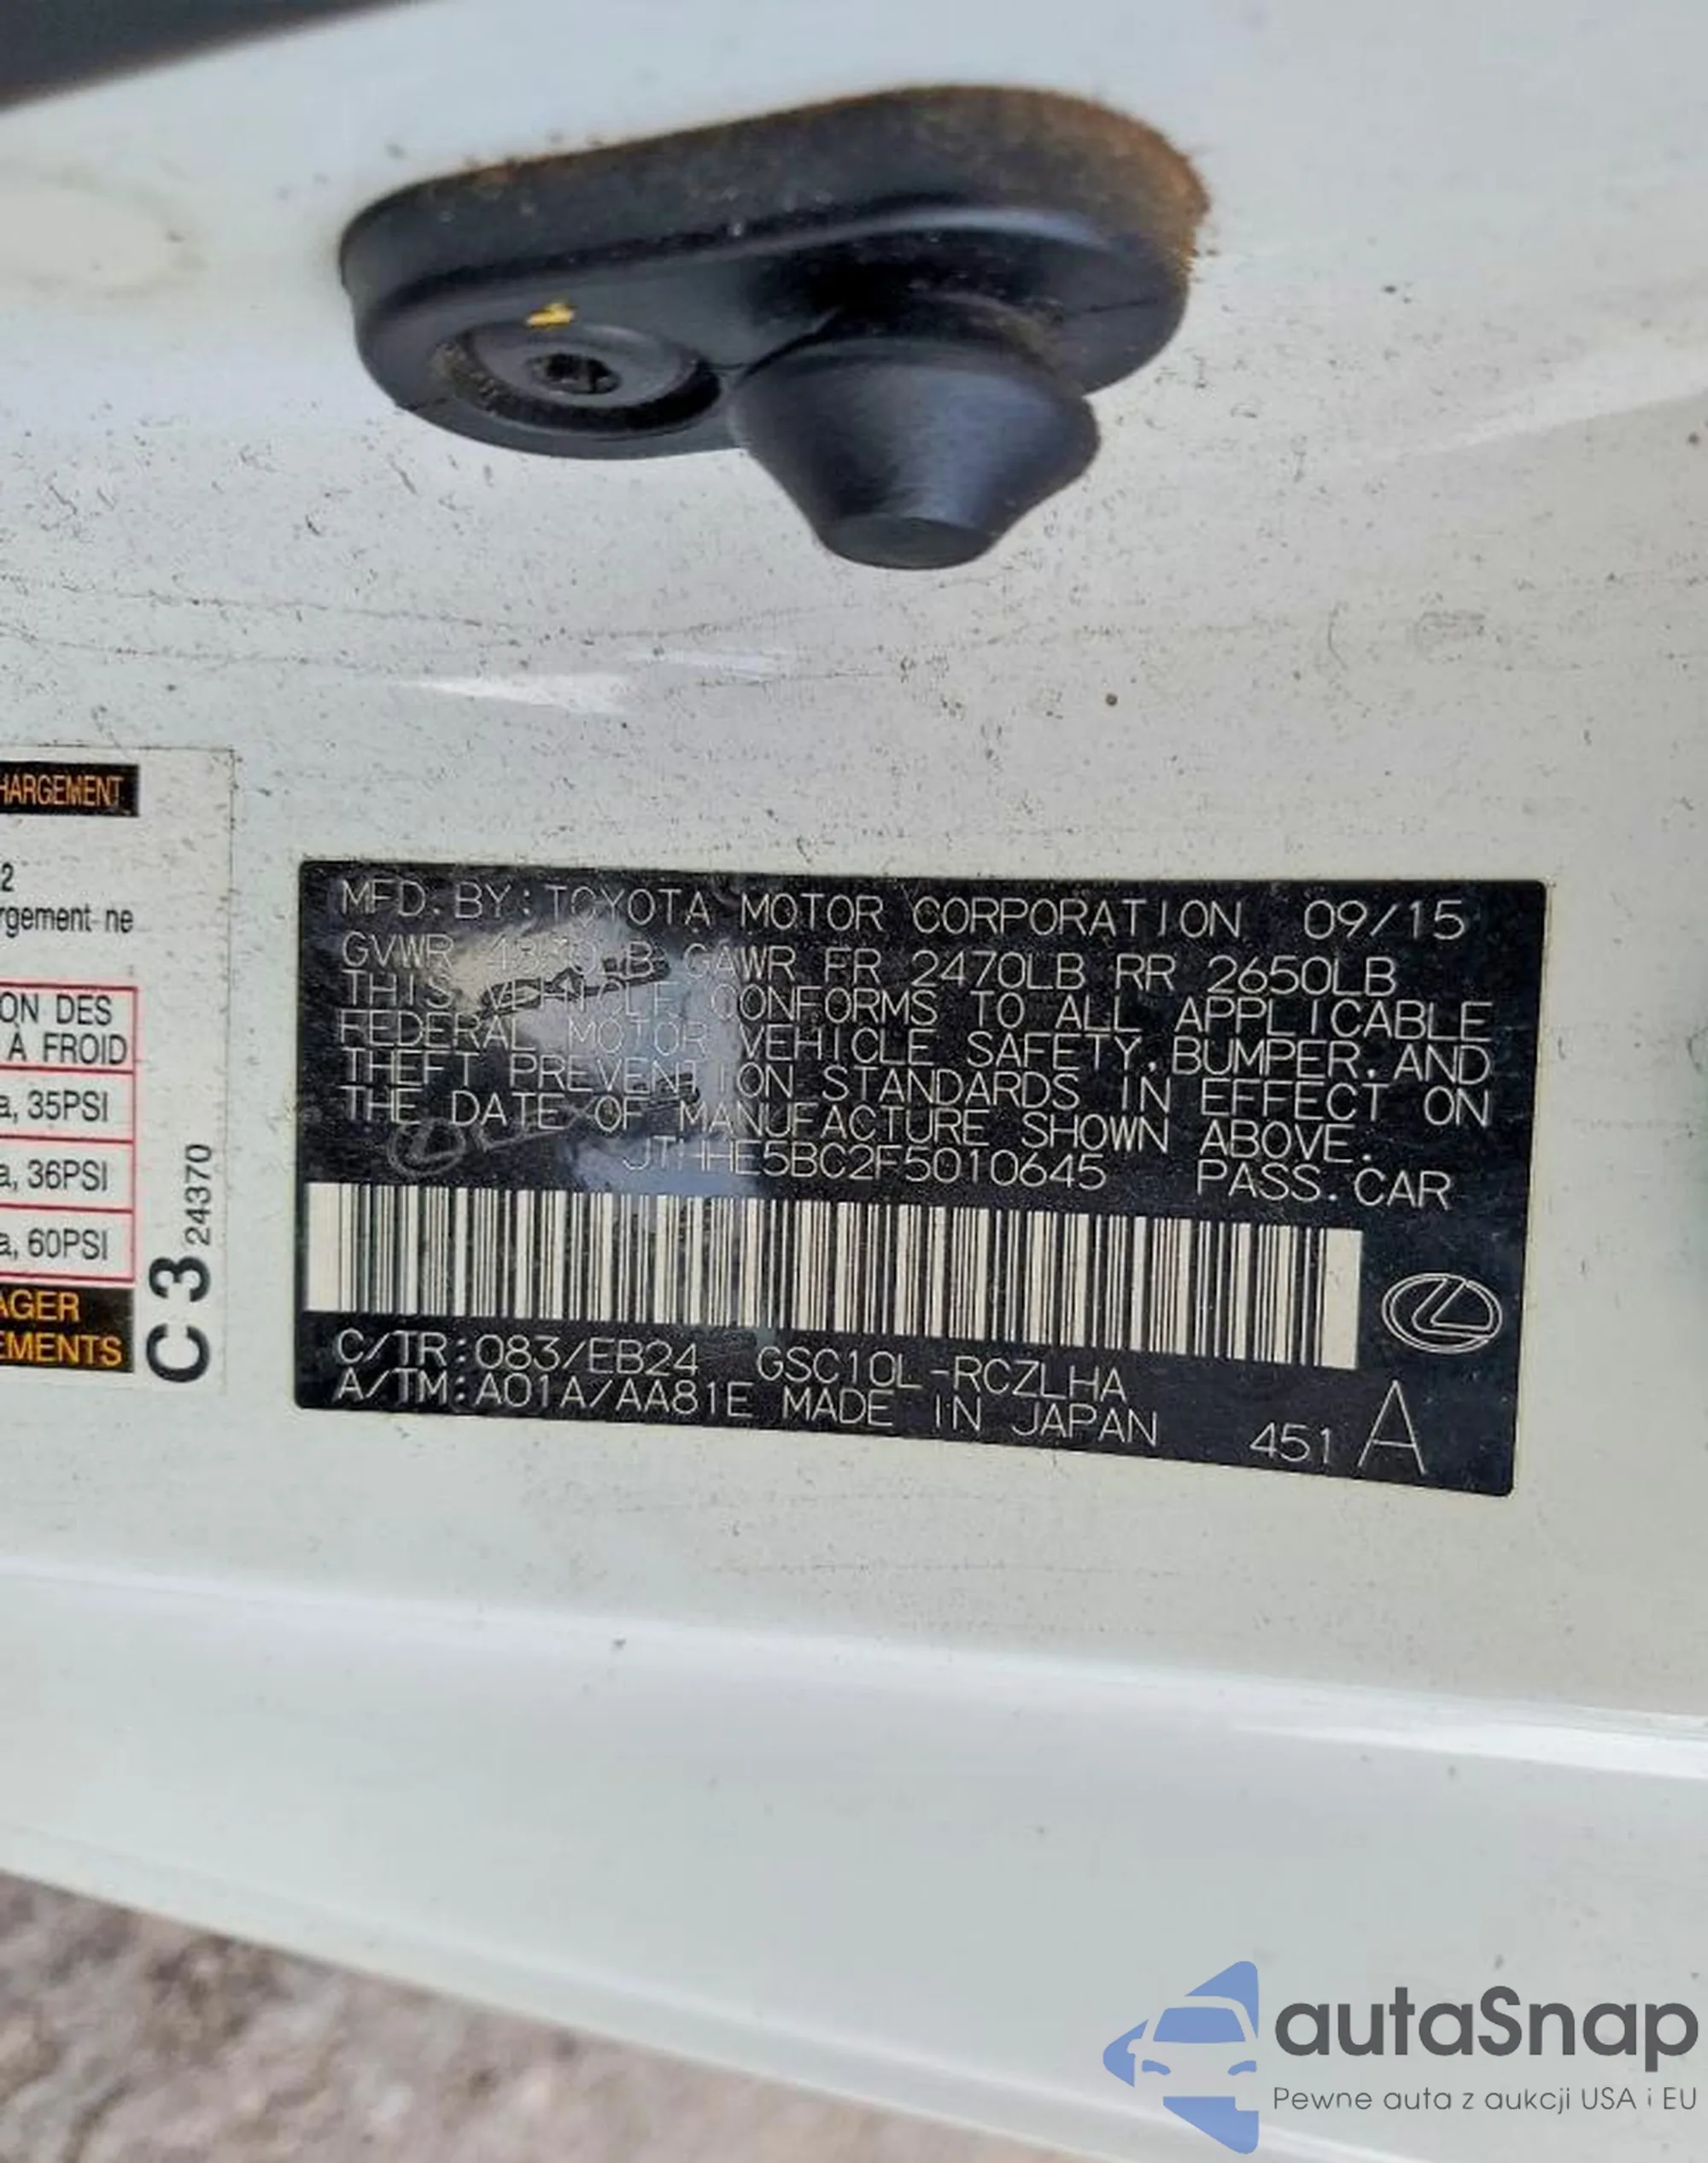 HARGEMENT
2
rgement ne
ON DES
À FROID
a, 35PSI
a, 36PSI
a, 60PSI
AGER
EMENTS
C 3 24370
MFD. BY: TOYOTA MOTOR CORPORATION 09/15
GVWR GAWR FR 2470LB RR 2650LB
THIS VEHICLE CONFORMS TO ALL APPLICABLE
FEDERAL MOTOR VEHICLE SAFETY, BUMPER, AND
THEFT PREVENTION STANDARDS IN EFFECT ON
THE DATE OF MANUFACTURE SHOWN ABOVE.
JTHHE5BC2F5010645 PASS. CAR
C/TR: 083/EB24 GSC10L-RCZLHA
A/TM: A01A/AA81E MADE IN JAPAN 451 A
autaSnap
Pewne auta z aukcji USA i EU